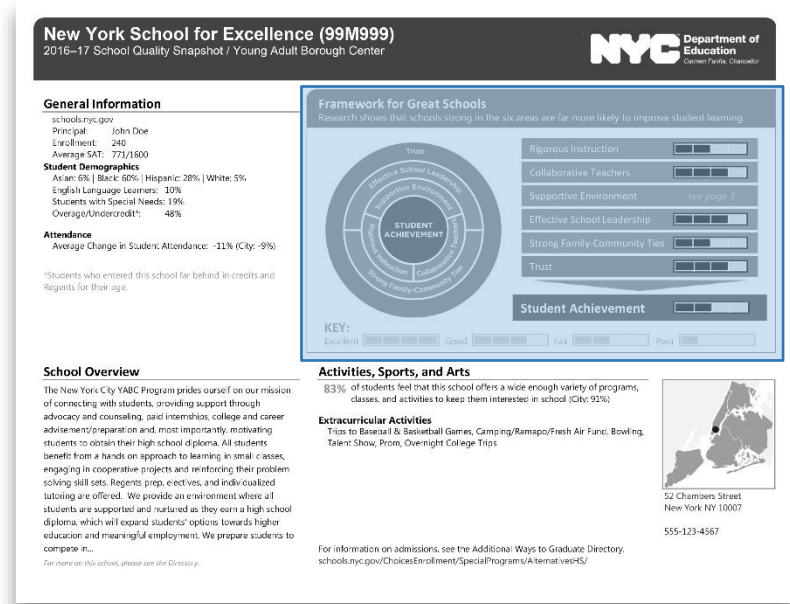 New York School for Excellence (99M999)
2016–17 School Quality Snapshot / Young Adult Borough Center
NYC
Department of
Education
Carmen Fariña, Chancellor
General Information
schools.nyc.gov
Principal: John Doe
Enrollment: 240
Average SAT: 771/1600
Student Demographics
Asian: 6% | Black: 60% | Hispanic: 28% | White: 5%
English Language Learners: 10%
Students with Special Needs: 19%
Overage/Undercredit*: 48%
Attendance
Average Change in Student Attendance: -11% (City: -9%)
*Students who entered this school far behind in credits and
Regents for their age.
Framework for Great Schools
Research shows that schools strong in the six areas are far more likely to improve student learning.
Trust
Effective School Leadership
Supportive Environment
STUDENT
ACHIEVEMENT
Rigorous Instruction
Collaborative Teachers
Strong Family-Community Ties
Rigorous Instruction
Collaborative Teachers
Supportive Environment see page 3
Effective School Leadership
Strong Family-Community Ties
Trust
Student Achievement
KEY:
Excellent Good Fair Poor
School Overview
The New York City YABC Program prides ourself on our mission
of connecting with students, providing support through
advocacy and counseling, paid internships, college and career
advisement/preparation and, most importantly, motivating
students to obtain their high school diploma. All students
benefit from a hands on approach to learning in small classes,
engaging in cooperative projects and reinforcing their problem
solving skill sets. Regents prep, electives, and individualized
tutoring are offered. We provide an environment where all
students are supported and nurtured as they earn a high school
diploma, which will expand students' options towards higher
education and meaningful employment. We prepare students to
compete in...
For more on this school, please see the Directory.
Activities, Sports, and Arts
83% of students feel that this school offers a wide enough variety of programs,
classes, and activities to keep them interested in school (City: 91%)
Extracurricular Activities
Trips to Baseball & Basketball Games, Camping/Ramapo/Fresh Air Fund, Bowling,
Talent Show, Prom, Overnight College Trips
For information on admissions, see the Additional Ways to Graduate Directory.
schools.nyc.gov/ChoicesEnrollment/SpecialPrograms/AlternativesHS/
52 Chambers Street
New York NY 10007
555-123-4567